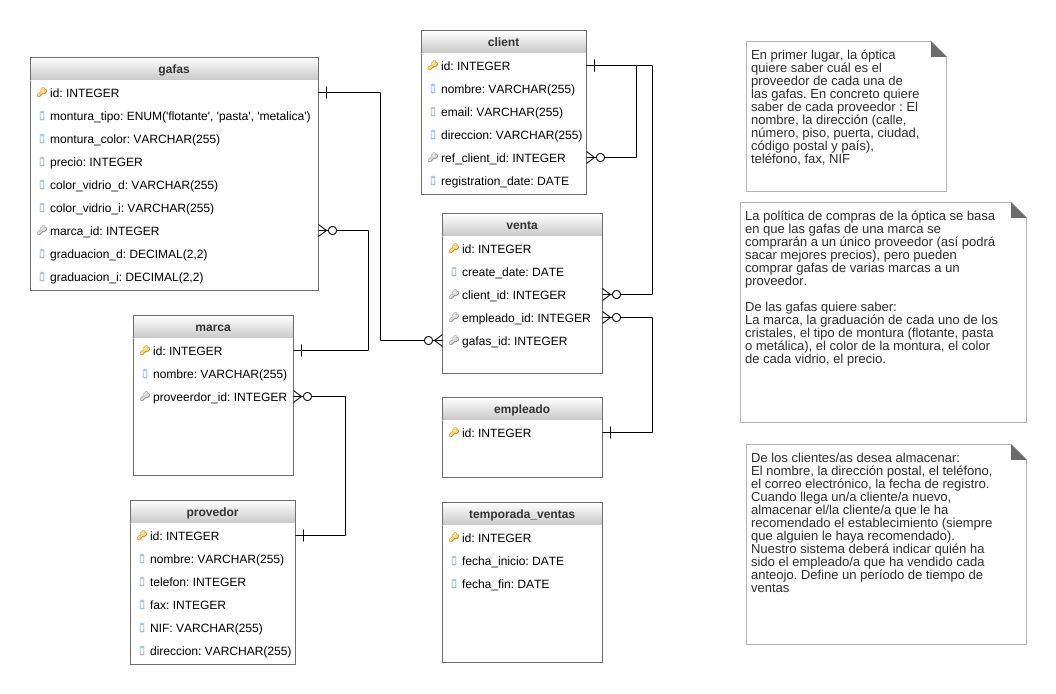 gafas
id: INTEGER
montura_tipo: ENUM('flotante', 'pasta', 'metalica')
montura_color: VARCHAR(255)
precio: INTEGER
color_vidrio_d: VARCHAR(255)
color_vidrio_i: VARCHAR(255)
marca_id: INTEGER
graduacion_d: DECIMAL(2,2)
graduacion_i: DECIMAL(2,2)
marca
id: INTEGER
nombre: VARCHAR(255)
proveerdor_id: INTEGER
provedor
id: INTEGER
nombre: VARCHAR(255)
telefon: INTEGER
fax: INTEGER
NIF: VARCHAR(255)
direccion: VARCHAR(255)
client
id: INTEGER
nombre: VARCHAR(255)
email: VARCHAR(255)
direccion: VARCHAR(255)
ref_client_id: INTEGER
registration_date: DATE
venta
id: INTEGER
create_date: DATE
client_id: INTEGER
empleado_id: INTEGER
gafas_id: INTEGER
empleado
id: INTEGER
temporada_ventas
id: INTEGER
fecha_inicio: DATE
fecha_fin: DATE
En primer lugar, la óptica
quiere saber cuál es el
proveedor de cada una de
las gafas. En concreto quiere
saber de cada proveedor : El
nombre, la dirección (calle,
número, piso, puerta, ciudad,
código postal y país),
teléfono, fax, NIF
La política de compras de la óptica se basa
en que las gafas de una marca se
comprarán a un único proveedor (así podrá
sacar mejores precios), pero pueden
comprar gafas de varias marcas a un
proveedor.
De las gafas quiere saber:
La marca, la graduación de cada uno de los
cristales, el tipo de montura (flotante, pasta
o metálica), el color de la montura, el color
de cada vidrio, el precio.
De los clientes/as desea almacenar:
El nombre, la dirección postal, el teléfono,
el correo electrónico, la fecha de registro.
Cuando llega un/a cliente/a nuevo,
almacenar el/la cliente/a que le ha
recomendado el establecimiento (siempre
que alguien le haya recomendado).
Nuestro sistema deberá indicar quién ha
sido el empleado/a que ha vendido cada
anteojo. Define un período de tiempo de
ventas